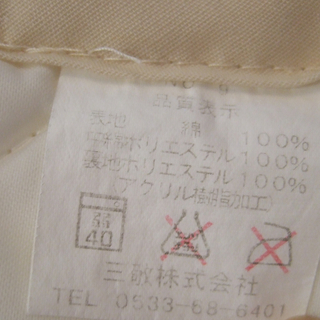 品質表示
表地 綿 100%
ポリエステル100%
裏地ポリエステル100%
(アクリル樹脂加工)
弱
40
三敬株式会社
TEL 0533-68-6401